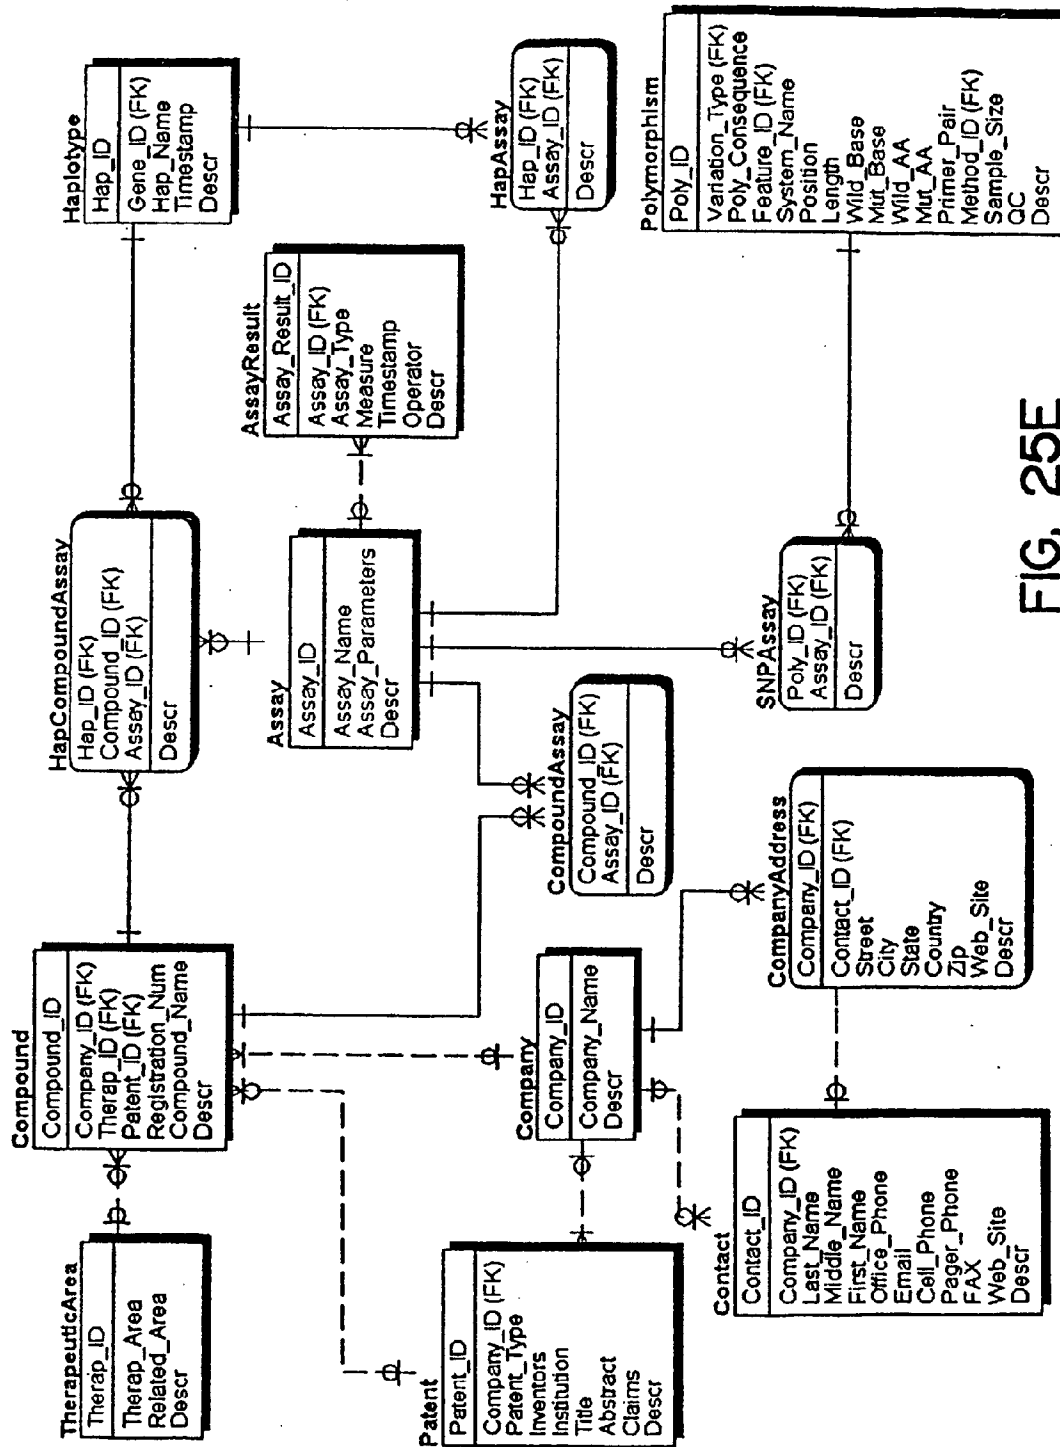 TherapeuticArea
Therap_ID
Therap_Area
Related_Area
Descr
Compound
Compound_ID
Company_ID (FK)
Therap_ID (FK)
Patent_ID (FK)
Registration_Num
Compound_Name
Descr
HapCompoundAssay
Hap_ID (FK)
Compound_ID (FK)
Assay_ID (FK)
Descr
Haplotype
Hap_ID
Gene_ID (FK)
Hap_Name
Timestamp
Descr
Assay
Assay_ID
Assay_Name
Assay_Parameters
Descr
AssayResult
Assay_Result_ID
Assay_ID (FK)
Assay_Type
Measure
Timestamp
Operator
Descr
Patent
Patent_ID
Company_ID (FK)
Patent_Type
Inventors
Institution
Title
Abstract
Claims
Descr
Company
Company_ID
Company_Name
Descr
CompoundAssay
Compound_ID (FK)
Assay_ID (FK)
Descr
HapAssay
Hap_ID (FK)
Assay_ID (FK)
Descr
Contact
Contact_ID
Company_ID (FK)
Last_Name
Middle_Name
First_Name
Office_Phone
Email
Cell_Phone
Pager_Phone
FAX
Web_Site
Descr
CompanyAddress
Company_ID (FK)
Contact_ID (FK)
Street
City
State
Country
Zip
Web_Site
Descr
SNPAssay
Poly_ID (FK)
Assay_ID (FK)
Descr
Polymorphism
Poly_ID
Variation_Type (FK)
Poly_Consequence
Feature_ID (FK)
System_Name
Position
Length
Wild_Base
Mut_Base
Wild_AA
Mut_AA
Primer_Pair
Method_ID (FK)
Sample_Size
QC
Descr
FIG. 25E